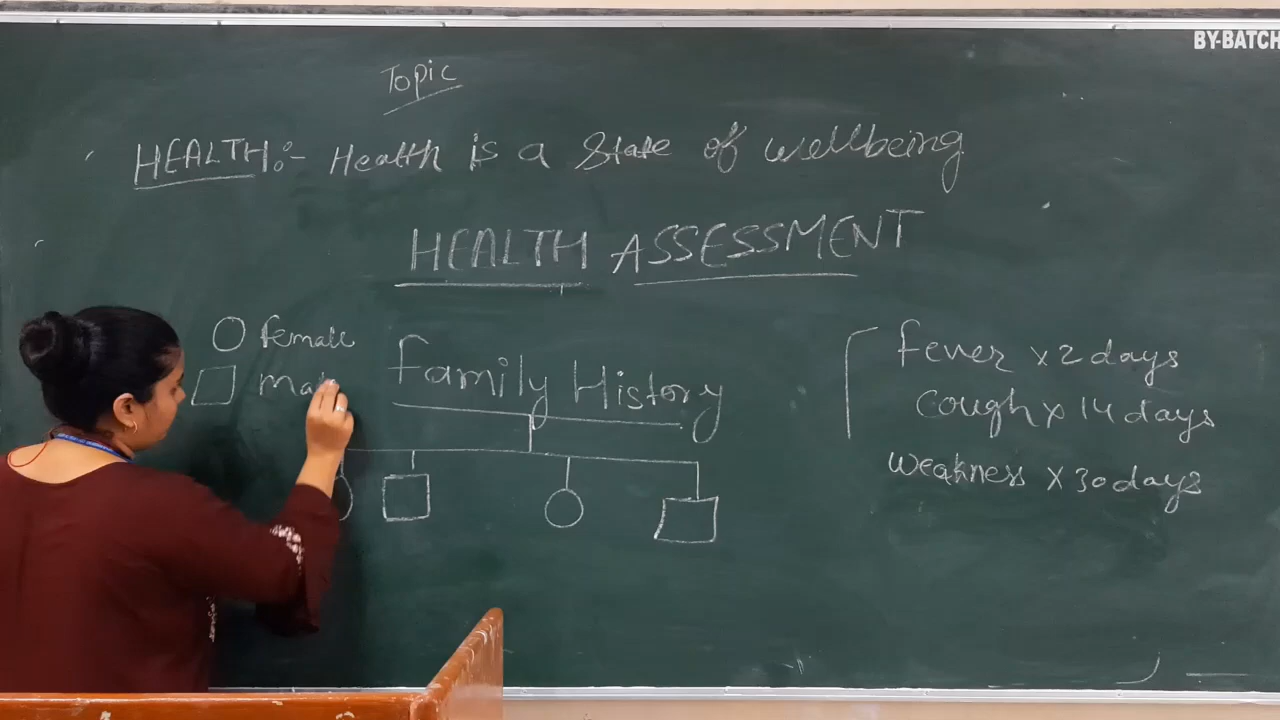 BY-BATCH
Topic
HEALTH:- Health is a State of wellbeing
HEALTH ASSESSMENT
female
Family History
fever x 2 days
cough x 14 days
weakness x 30 days